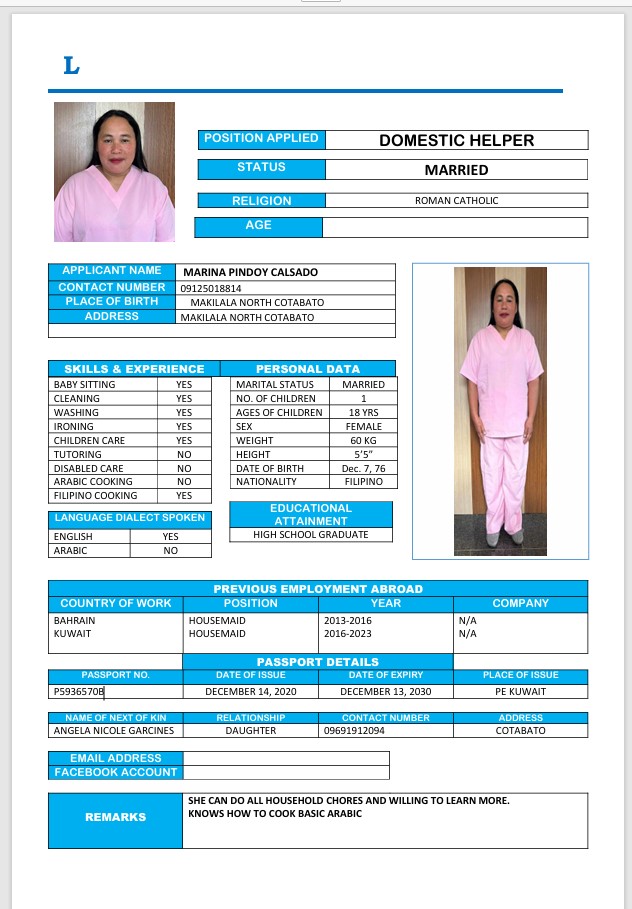 L
POSITION APPLIED DOMESTIC HELPER
STATUS MARRIED
RELIGION ROMAN CATHOLIC
AGE
APPLICANT NAME MARINA PINDOY CALSADO
CONTACT NUMBER 09125018814
PLACE OF BIRTH MAKILALA NORTH COTABATO
ADDRESS MAKILALA NORTH COTABATO
SKILLS & EXPERIENCE PERSONAL DATA
BABY SITTING YES MARITAL STATUS MARRIED
CLEANING YES NO. OF CHILDREN 1
WASHING YES AGES OF CHILDREN 18 YRS
IRONING YES SEX FEMALE
CHILDREN CARE YES WEIGHT 60 KG
TUTORING NO HEIGHT 5’5”
DISABLED CARE NO DATE OF BIRTH Dec. 7, 76
ARABIC COOKING NO NATIONALITY FILIPINO
FILIPINO COOKING YES
EDUCATIONAL
ATTAINMENT
HIGH SCHOOL GRADUATE
LANGUAGE DIALECT SPOKEN
ENGLISH YES
ARABIC NO
PREVIOUS EMPLOYMENT ABROAD
COUNTRY OF WORK POSITION YEAR COMPANY
BAHRAIN HOUSEMAID 2013-2016 N/A
KUWAIT HOUSEMAID 2016-2023 N/A
PASSPORT DETAILS
PASSPORT NO. DATE OF ISSUE DATE OF EXPIRY PLACE OF ISSUE
P5936570B DECEMBER 14, 2020 DECEMBER 13, 2030 PE KUWAIT
NAME OF NEXT OF KIN RELATIONSHIP CONTACT NUMBER ADDRESS
ANGELA NICOLE GARCINES DAUGHTER 09691912094 COTABATO
EMAIL ADDRESS
FACEBOOK ACCOUNT
REMARKS
SHE CAN DO ALL HOUSEHOLD CHORES AND WILLING TO LEARN MORE.
KNOWS HOW TO COOK BASIC ARABIC